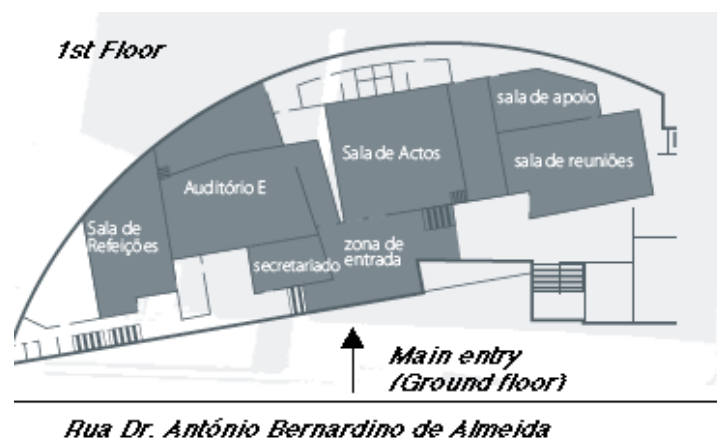 1st Floor
sala de apoio
Sala de Actos
sala de reuniões
Auditório E
Sala de
Refeições
zona de
entrada
secretariado
Main entry
(Ground floor)
Rua Dr. António Bernardino de Almeida